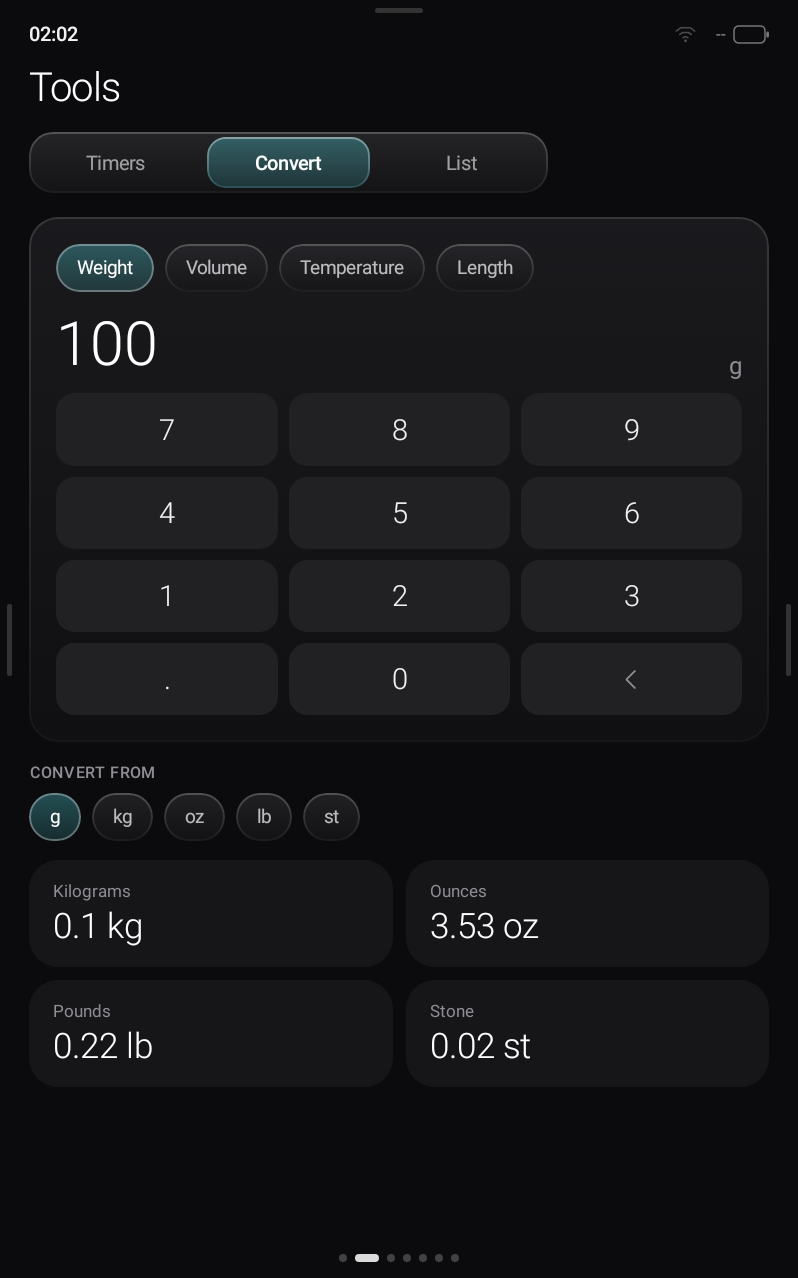 02:02 --
Tools
Timers Convert List
Weight Volume Temperature Length
100 g
7 8 9
4 5 6
1 2 3
. 0
CONVERT FROM
g kg oz lb st
Kilograms Ounces
0.1 kg 3.53 oz
Pounds Stone
0.22 lb 0.02 st